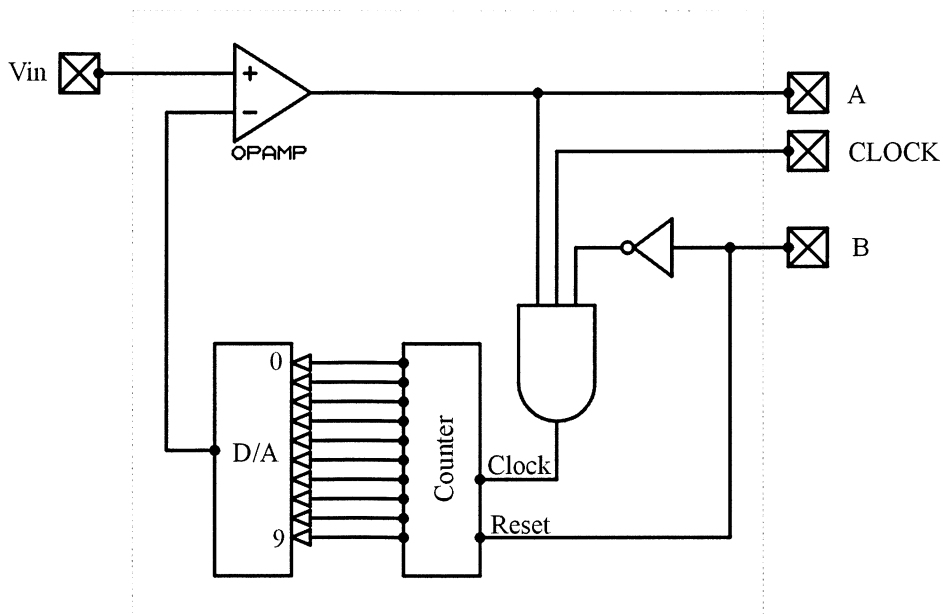 Vin
+
−
OPAMP
A
CLOCK
B
0
D/A
9
Counter
Clock
Reset